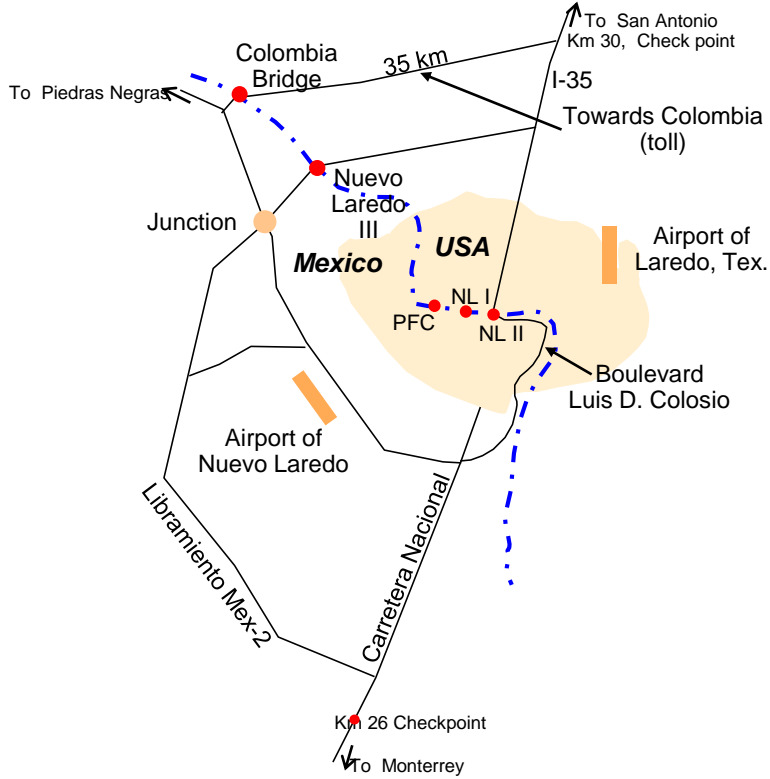 To San Antonio
Km 30, Check point
Colombia
Bridge
35 km
I-35
To Piedras Negras
Towards Colombia
(toll)
Nuevo
Laredo
III
Junction
Mexico
USA
Airport of
Laredo, Tex.
NL I
PFC
NL II
Boulevard
Luis D. Colosio
Airport of
Nuevo Laredo
Libramiento Mex-2
Carretera Nacional
Km 26 Checkpoint
To Monterrey